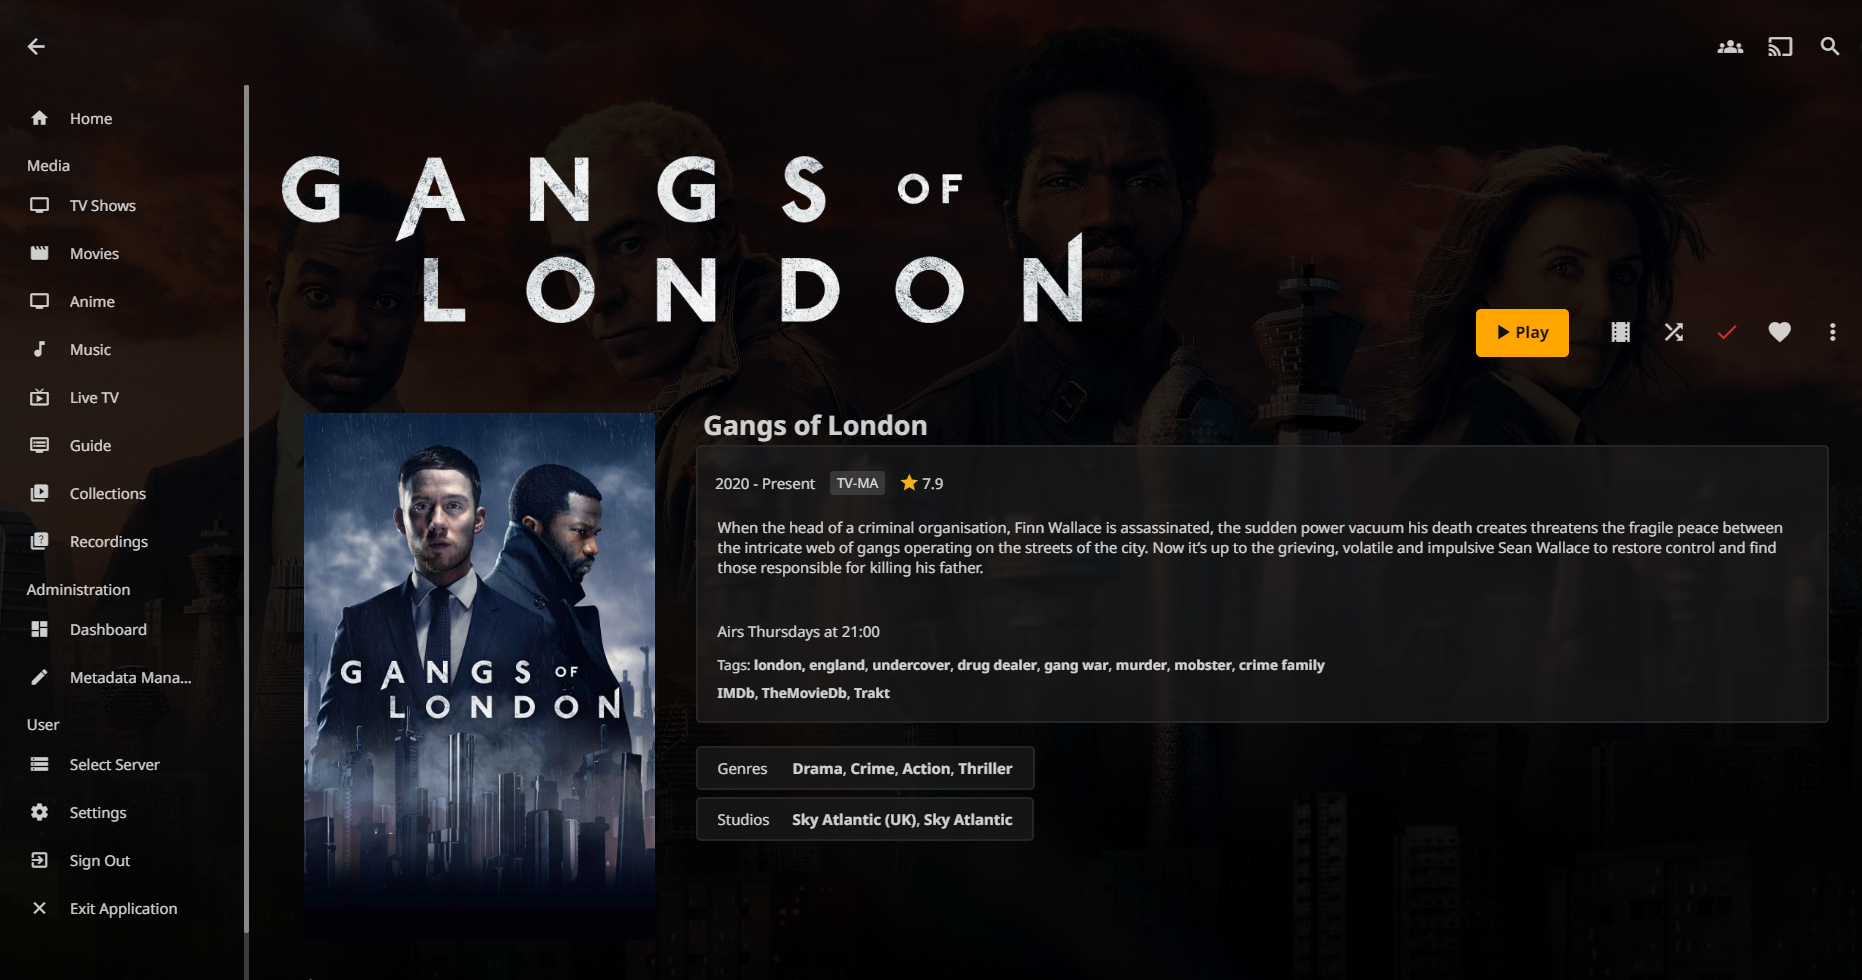 Home
Media
TV Shows
Movies
Anime
Music
Live TV
Guide
Collections
Recordings
Administration
Dashboard
Metadata Mana...
User
Select Server
Settings
Sign Out
Exit Application
GANGS OF
LONDON
Play
GANGS OF
LONDON
Gangs of London
2020 - Present TV-MA 7.9
When the head of a criminal organisation, Finn Wallace is assassinated, the sudden power vacuum his death creates threatens the fragile peace between
the intricate web of gangs operating on the streets of the city. Now it’s up to the grieving, volatile and impulsive Sean Wallace to restore control and find
those responsible for killing his father.
Airs Thursdays at 21:00
Tags: london, england, undercover, drug dealer, gang war, murder, mobster, crime family
IMDb, TheMovieDb, Trakt
Genres Drama, Crime, Action, Thriller
Studios Sky Atlantic (UK), Sky Atlantic